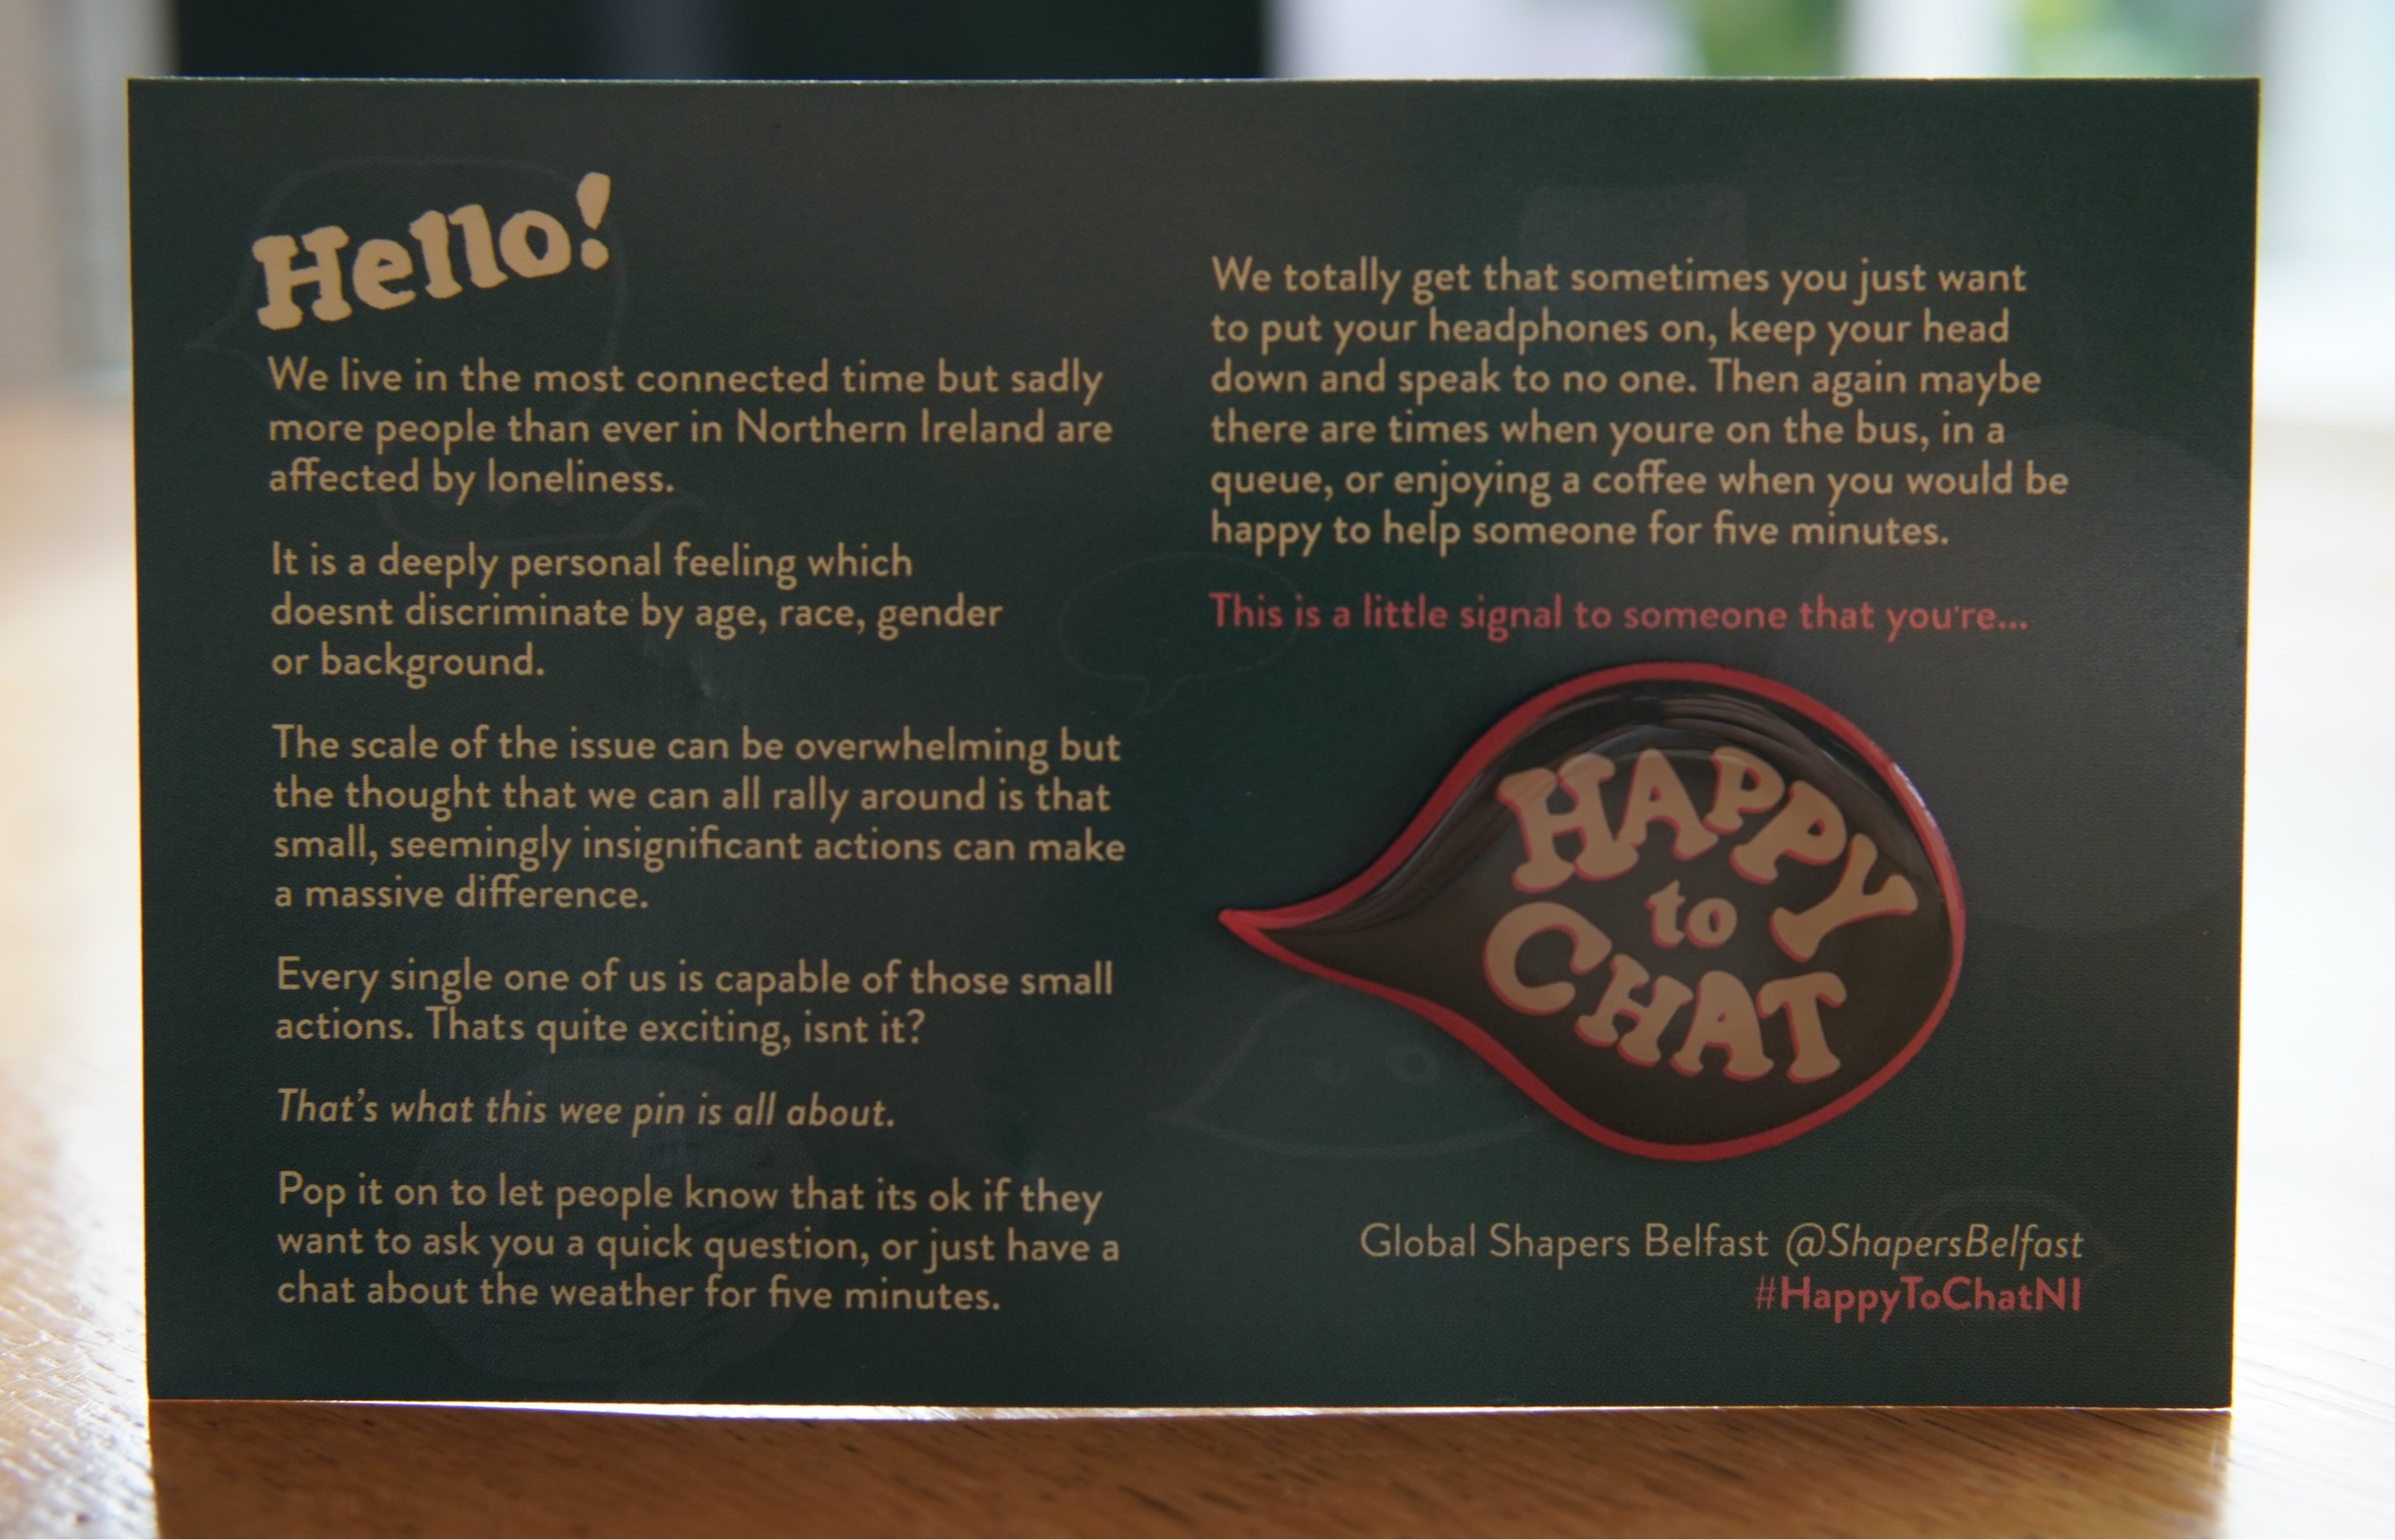 Hello!
We live in the most connected time but sadly
more people than ever in Northern Ireland are
affected by loneliness.
It is a deeply personal feeling which
doesnt discriminate by age, race, gender
or background.
The scale of the issue can be overwhelming but
the thought that we can all rally around is that
small, seemingly insignificant actions can make
a massive difference.
Every single one of us is capable of those small
actions. Thats quite exciting, isnt it?
That's what this wee pin is all about.
Pop it on to let people know that its ok if they
want to ask you a quick question, or just have a
chat about the weather for five minutes.
We totally get that sometimes you just want
to put your headphones on, keep your head
down and speak to no one. Then again maybe
there are times when youre on the bus, in a
queue, or enjoying a coffee when you would be
happy to help someone for five minutes.
This is a little signal to someone that you're...
HAPPY
to
CHAT
Global Shapers Belfast @ShapersBelfast
#HappyToChatNI